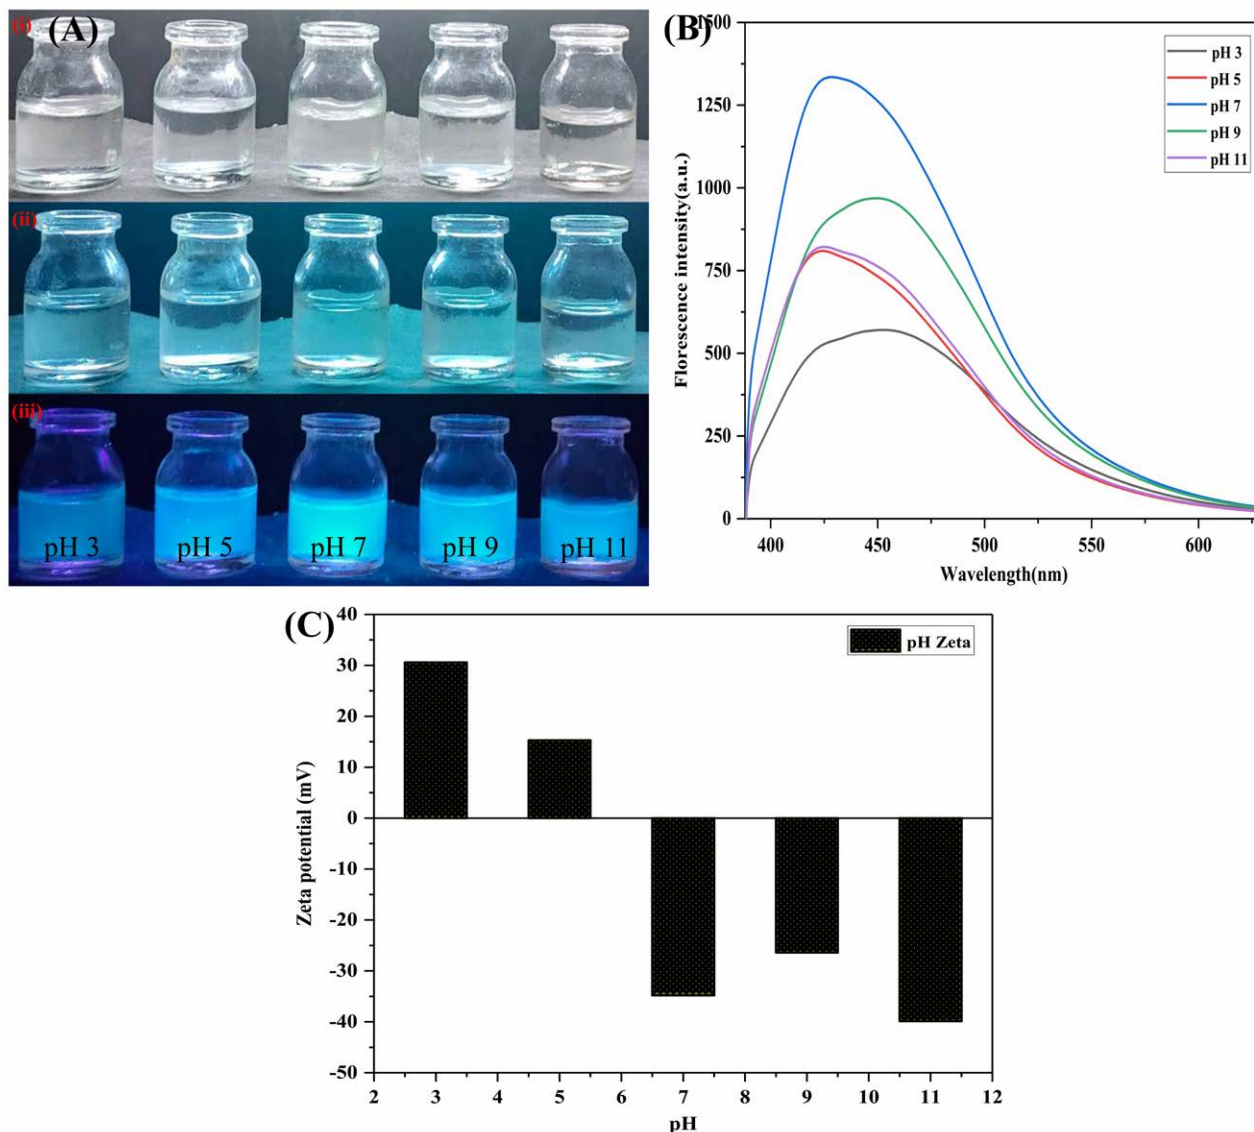 (i)
(A)
(ii)
(iii)
pH 3
pH 5
pH 7
pH 9
pH 11
(B)
1500
1250
1000
750
500
250
0
Florescence intensity(a.u.)
400
450
500
550
600
Wavelength(nm)
pH 3
pH 5
pH 7
pH 9
pH 11
(C)
40
30
20
10
0
-10
-20
-30
-40
-50
Zeta potential (mV)
pH Zeta
2
3
4
5
6
7
8
9
10
11
12
pH